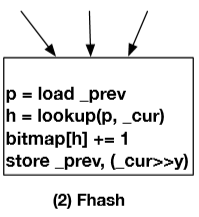 p = load _prev
h = lookup(p, _cur)
bitmap[h] += 1
store _prev, (_cur>>y)
(2) Fhash